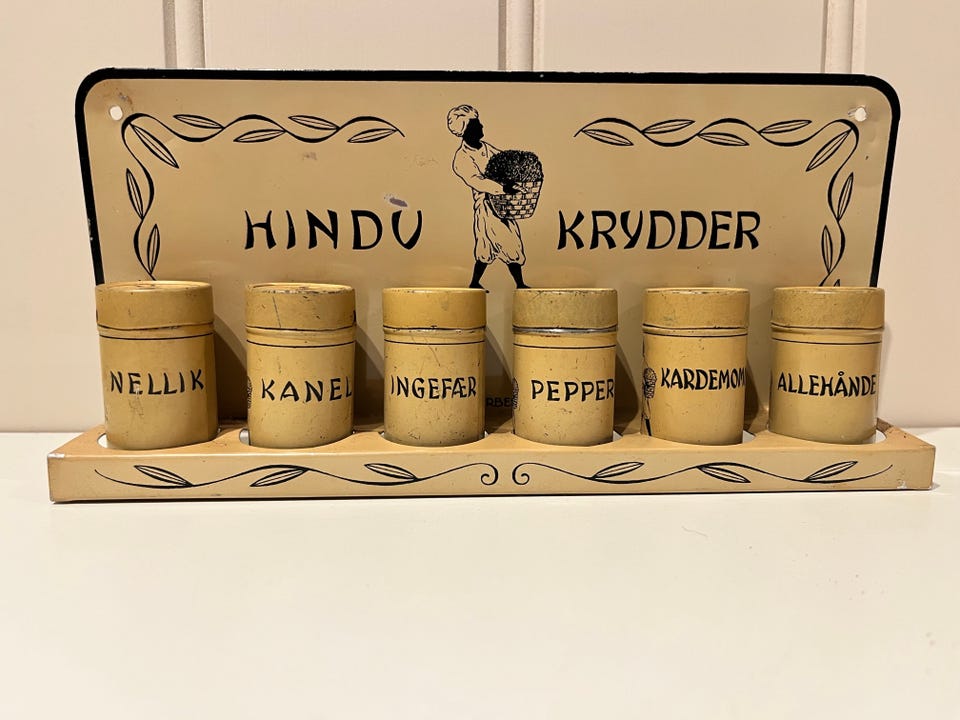 HINDU KRYDDER
NELLIK
KANEL
INGEFÆR
PEPPER
KARDEMOM
ALLEHÅNDE